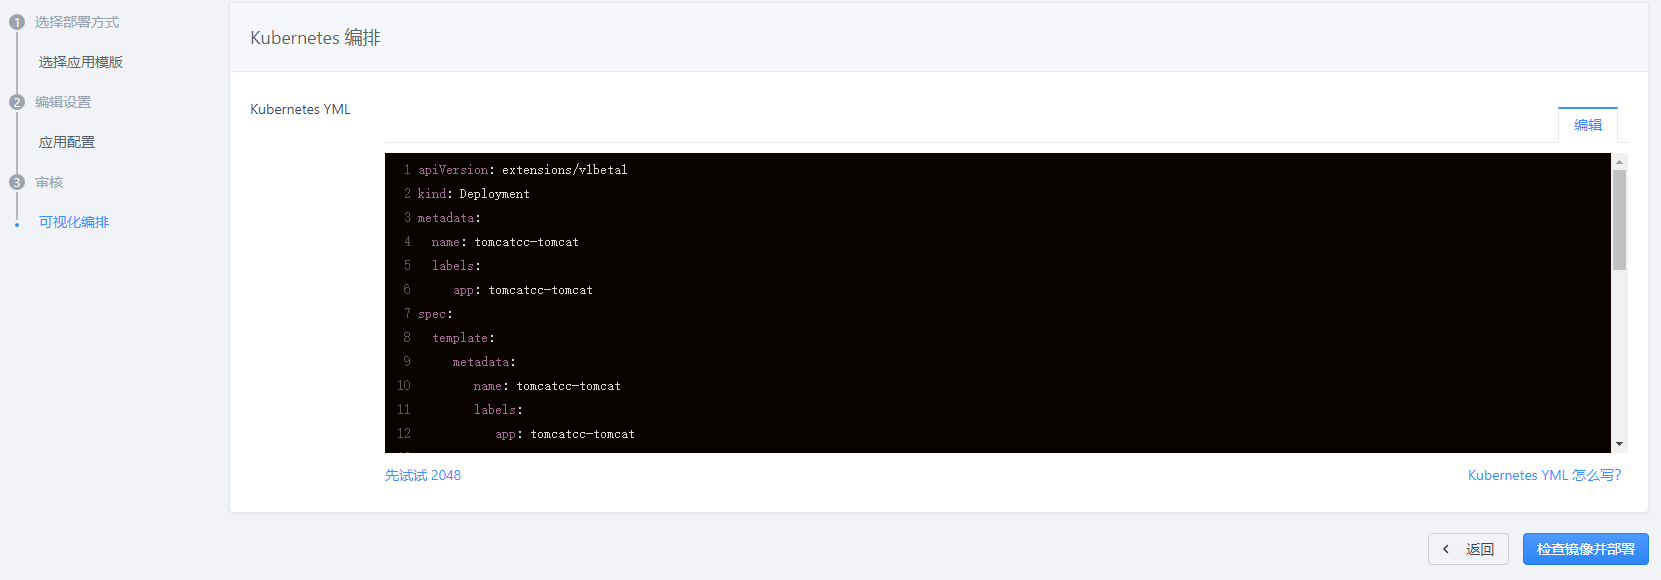 1 选择部署方式
选择应用模版
2 编辑设置
应用配置
3 审核
可视化编排
Kubernetes 编排
Kubernetes YML
编辑
1 apiVersion: extensions/v1beta1
2 kind: Deployment
3 metadata:
4   name: tomcatcc-tomcat
5   labels:
6      app: tomcatcc-tomcat
7 spec:
8   template:
9      metadata:
10         name: tomcatcc-tomcat
11         labels:
12            app: tomcatcc-tomcat
先试试 2048
Kubernetes YML 怎么写?
返回
检查镜像并部署